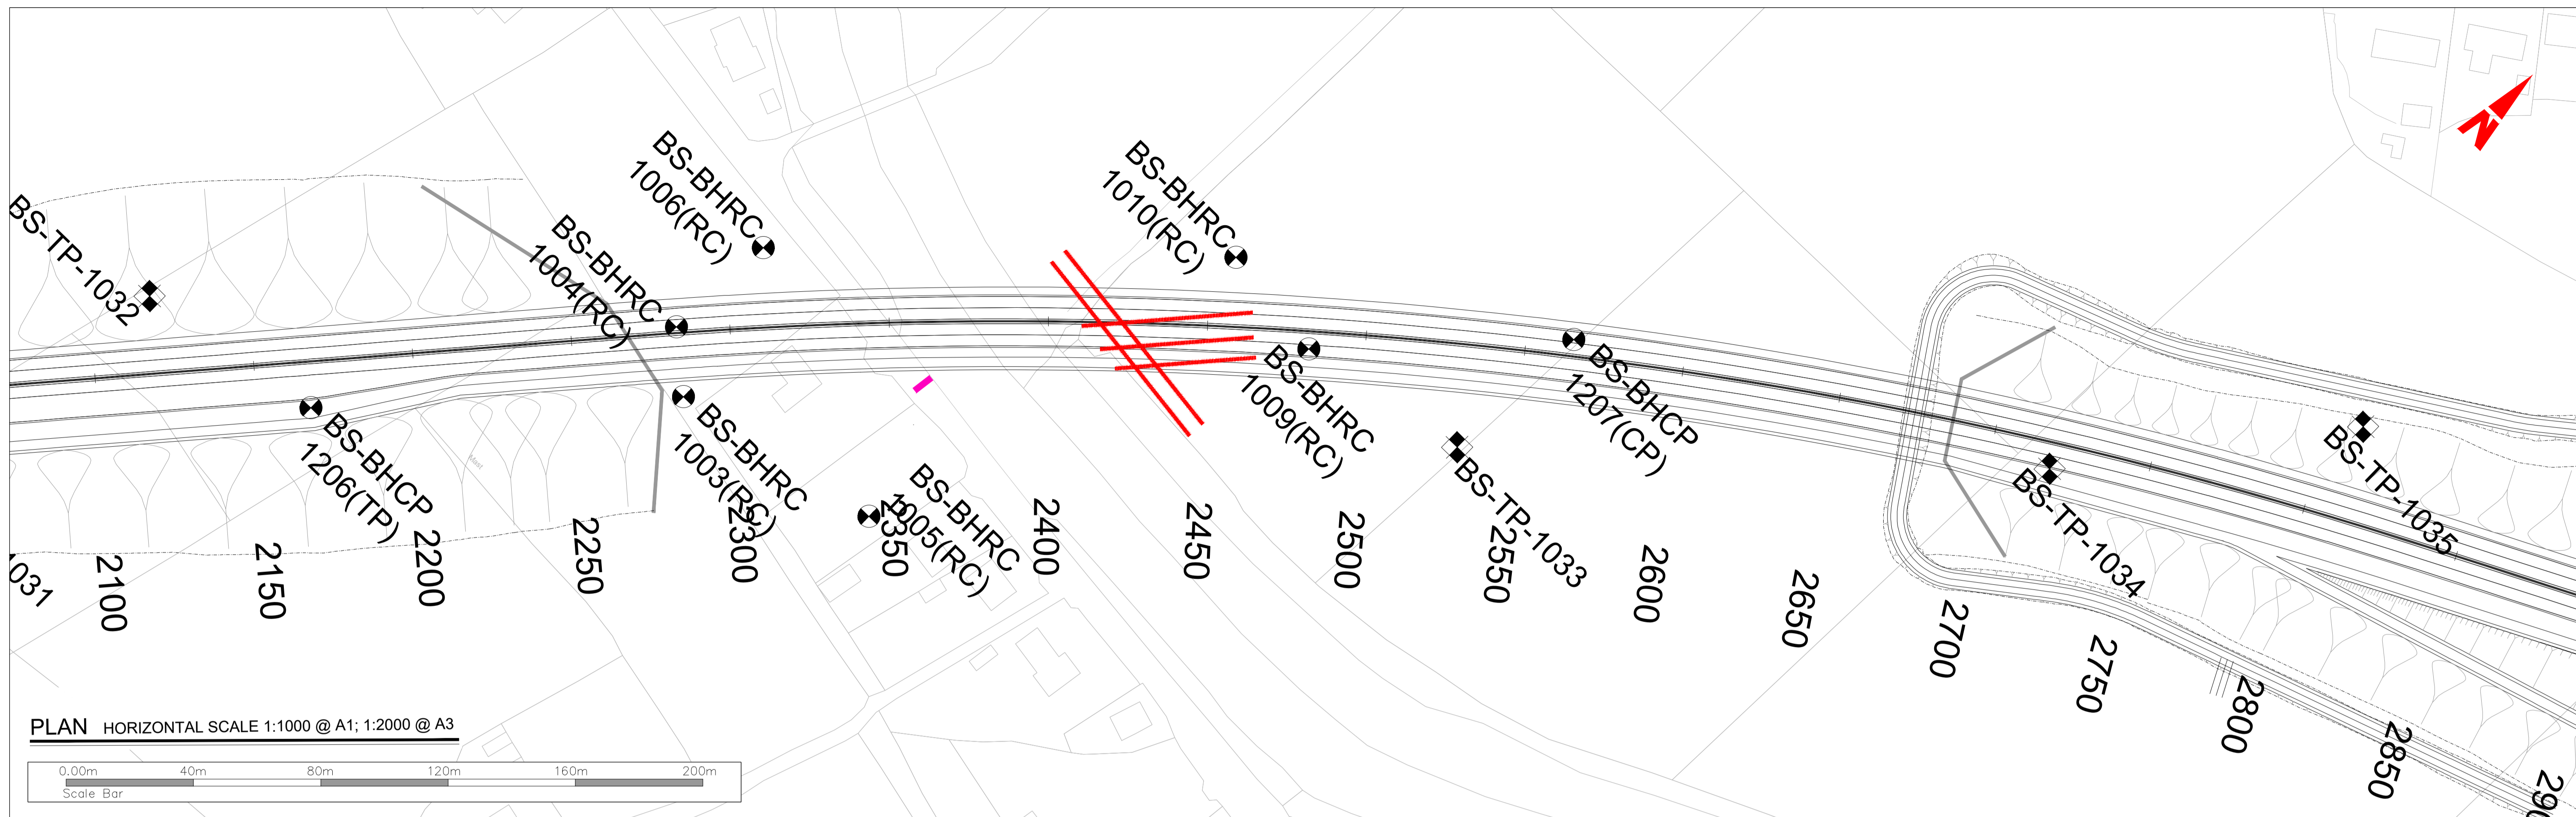 N
BS-TP-1032
BS-BHRC
1004(RC)
BS-BHRC
1006(RC)
BS-BHRC
1010(RC)
BS-BHCP
1206(TP)
BS-BHRC
1003(RC)
BS-BHRC
1005(RC)
BS-BHRC
1009(RC)
BS-BHCP
1207(CP)
BS-TP-1033
BS-TP-1034
BS-TP-1035
1031
2100
2150
2200
2250
2300
2350
2400
2450
2500
2550
2600
2650
2700
2750
2800
2850
290
Mast
PLAN HORIZONTAL SCALE 1:1000 @ A1; 1:2000 @ A3
0.00m 40m 80m 120m 160m 200m
Scale Bar